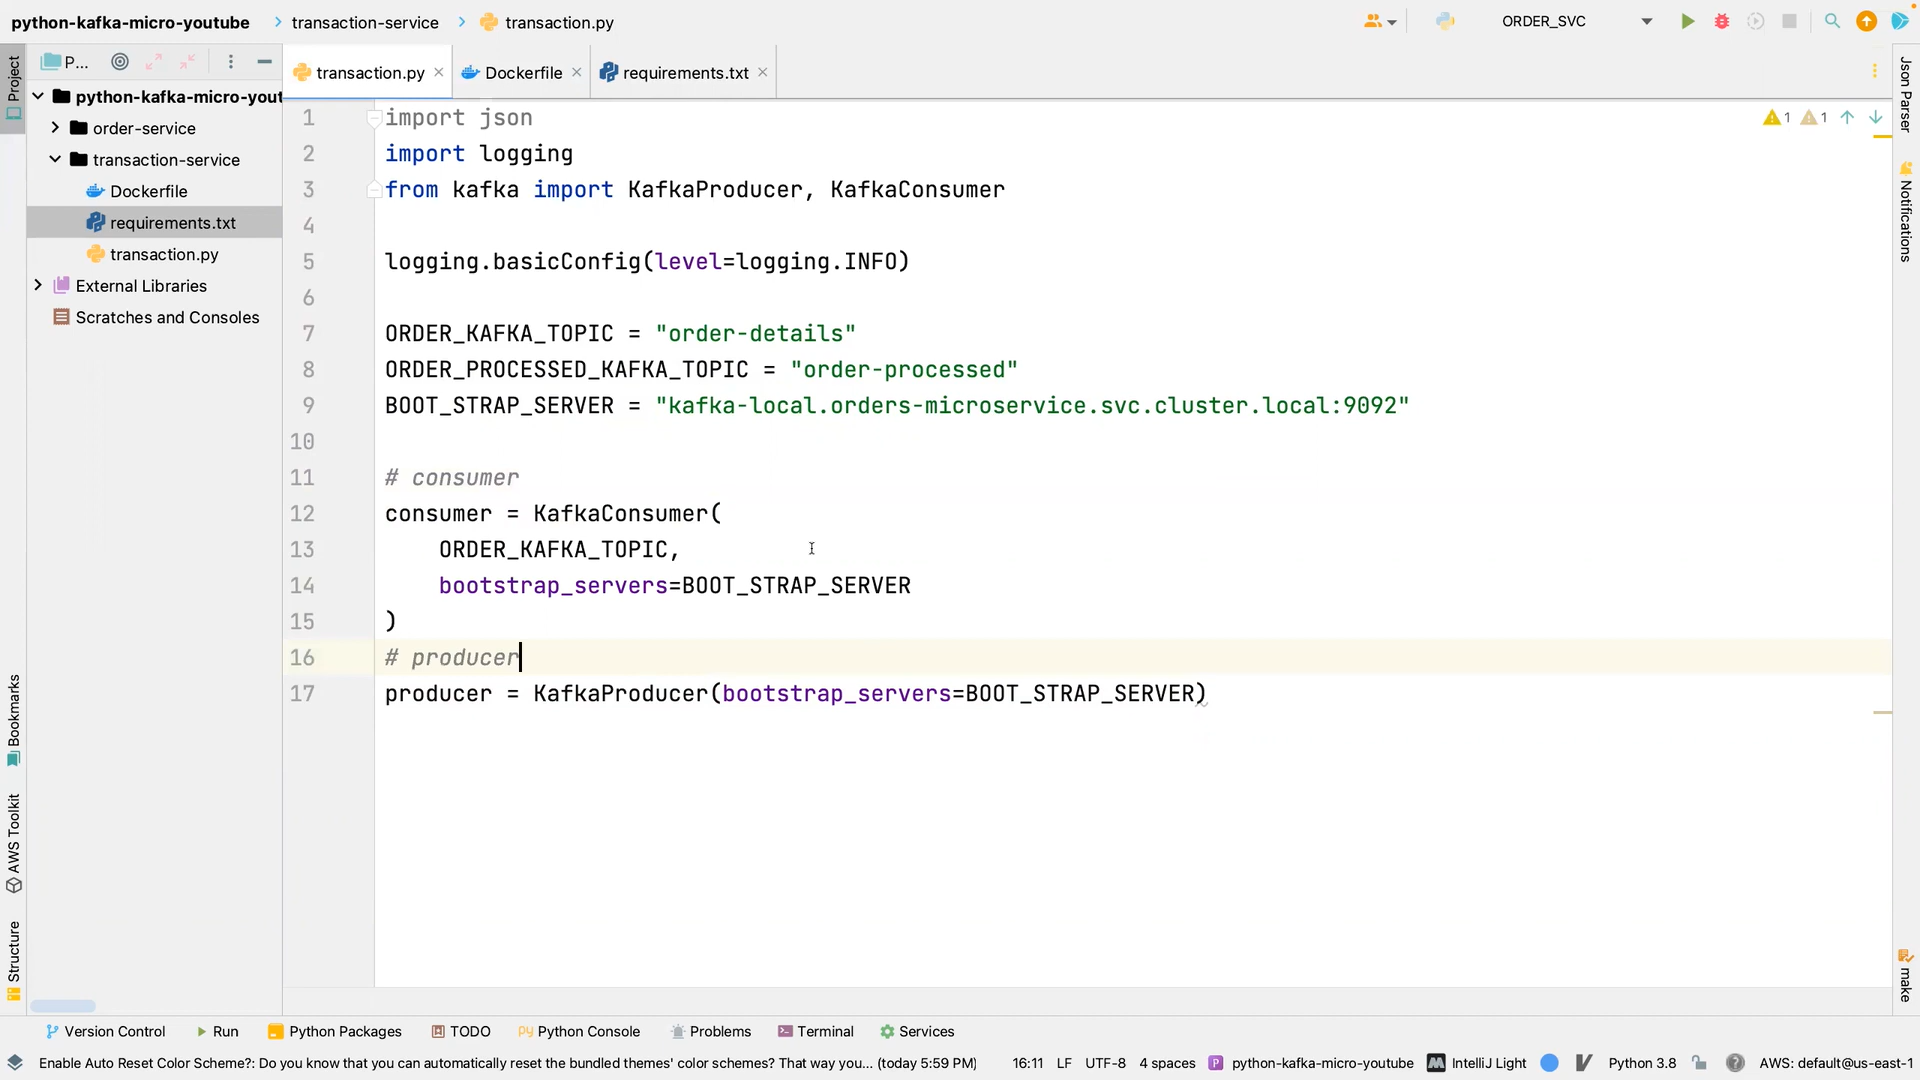 python-kafka-micro-youtube > transaction-service > transaction.py
ORDER_SVC
P...
transaction.py
Dockerfile
requirements.txt
Project
python-kafka-micro-yout
order-service
transaction-service
Dockerfile
requirements.txt
transaction.py
External Libraries
Scratches and Consoles
Bookmarks
AWS Toolkit
Structure
1 import json
2 import logging
3 from kafka import KafkaProducer, KafkaConsumer
4
5 logging.basicConfig(level=logging.INFO)
6
7 ORDER_KAFKA_TOPIC = "order-details"
8 ORDER_PROCESSED_KAFKA_TOPIC = "order-processed"
9 BOOT_STRAP_SERVER = "kafka-local.orders-microservice.svc.cluster.local:9092"
10
11 # consumer
12 consumer = KafkaConsumer(
13 ORDER_KAFKA_TOPIC,
14 bootstrap_servers=BOOT_STRAP_SERVER
15 )
16 # producer
17 producer = KafkaProducer(bootstrap_servers=BOOT_STRAP_SERVER)
1 1
Json Parser
Notifications
make
Version Control Run Python Packages TODO Python Console Problems Terminal Services
Enable Auto Reset Color Scheme?: Do you know that you can automatically reset the bundled themes' color schemes? That way you... (today 5:59 PM) 16:11 LF UTF-8 4 spaces python-kafka-micro-youtube IntelliJ Light Python 3.8 AWS: default@us-east-1